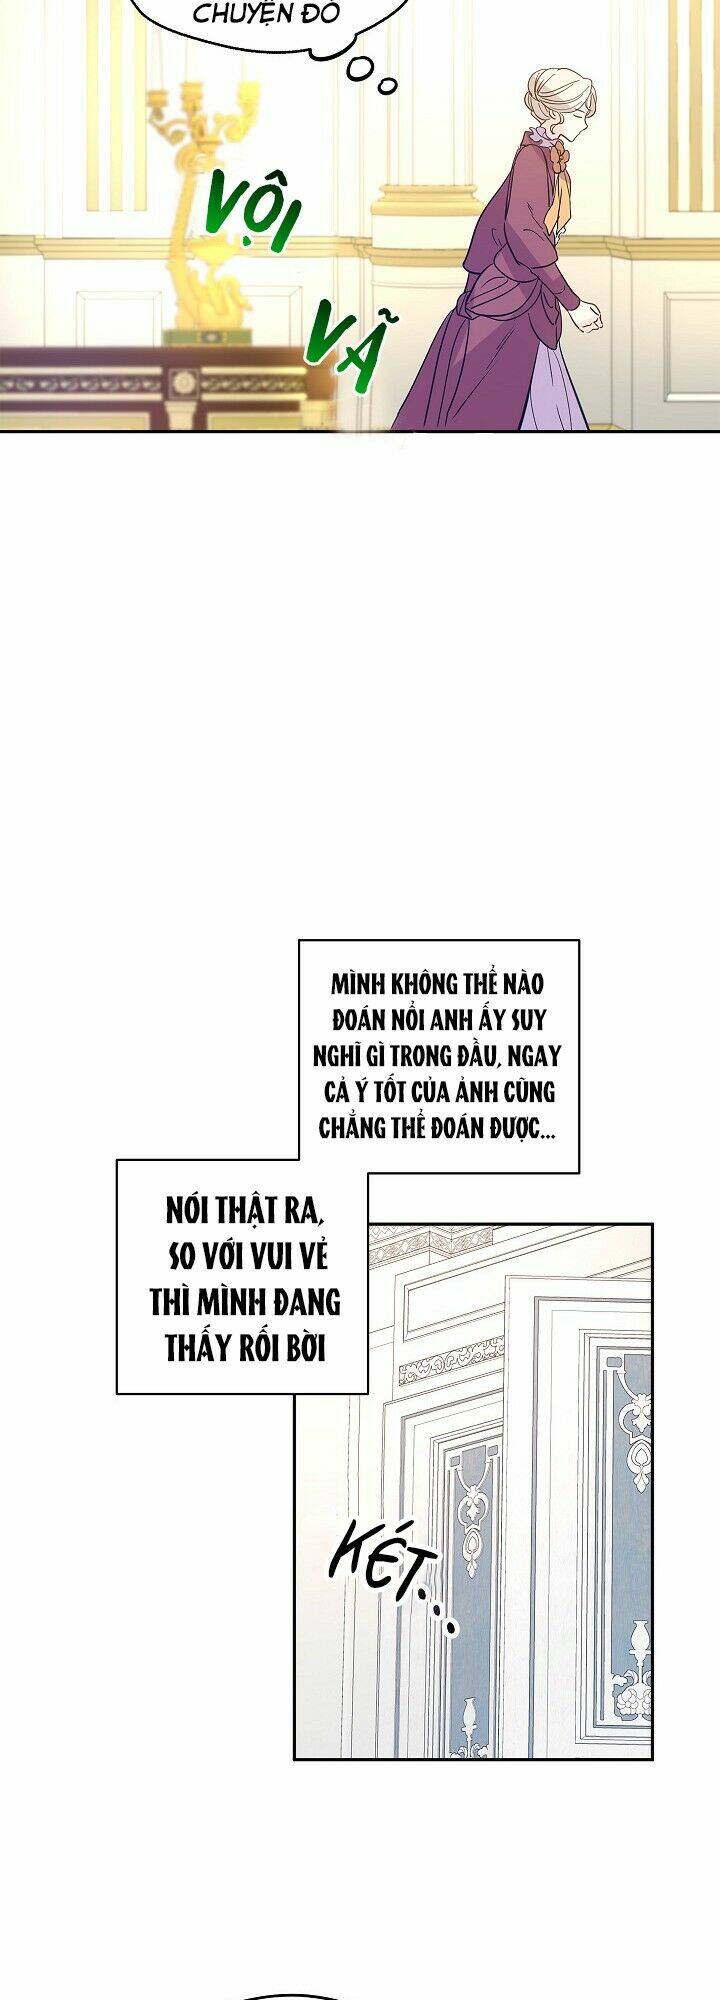 CHUYỆN ĐÓ
VỘI
VÃ
MÌNH KHÔNG THỂ NÀO
ĐOÁN NỔI ANH ẤY SUY
NGHĨ GÌ TRONG ĐẦU, NGAY
CẢ Ý TỐT CỦA ẢNH CŨNG
CHẲNG THỂ ĐOÁN ĐƯỢC...
NÓI THẬT RA,
SO VỚI VUI VẺ
THÌ MÌNH ĐANG
THẤY RỐI BỜI
KÉT...